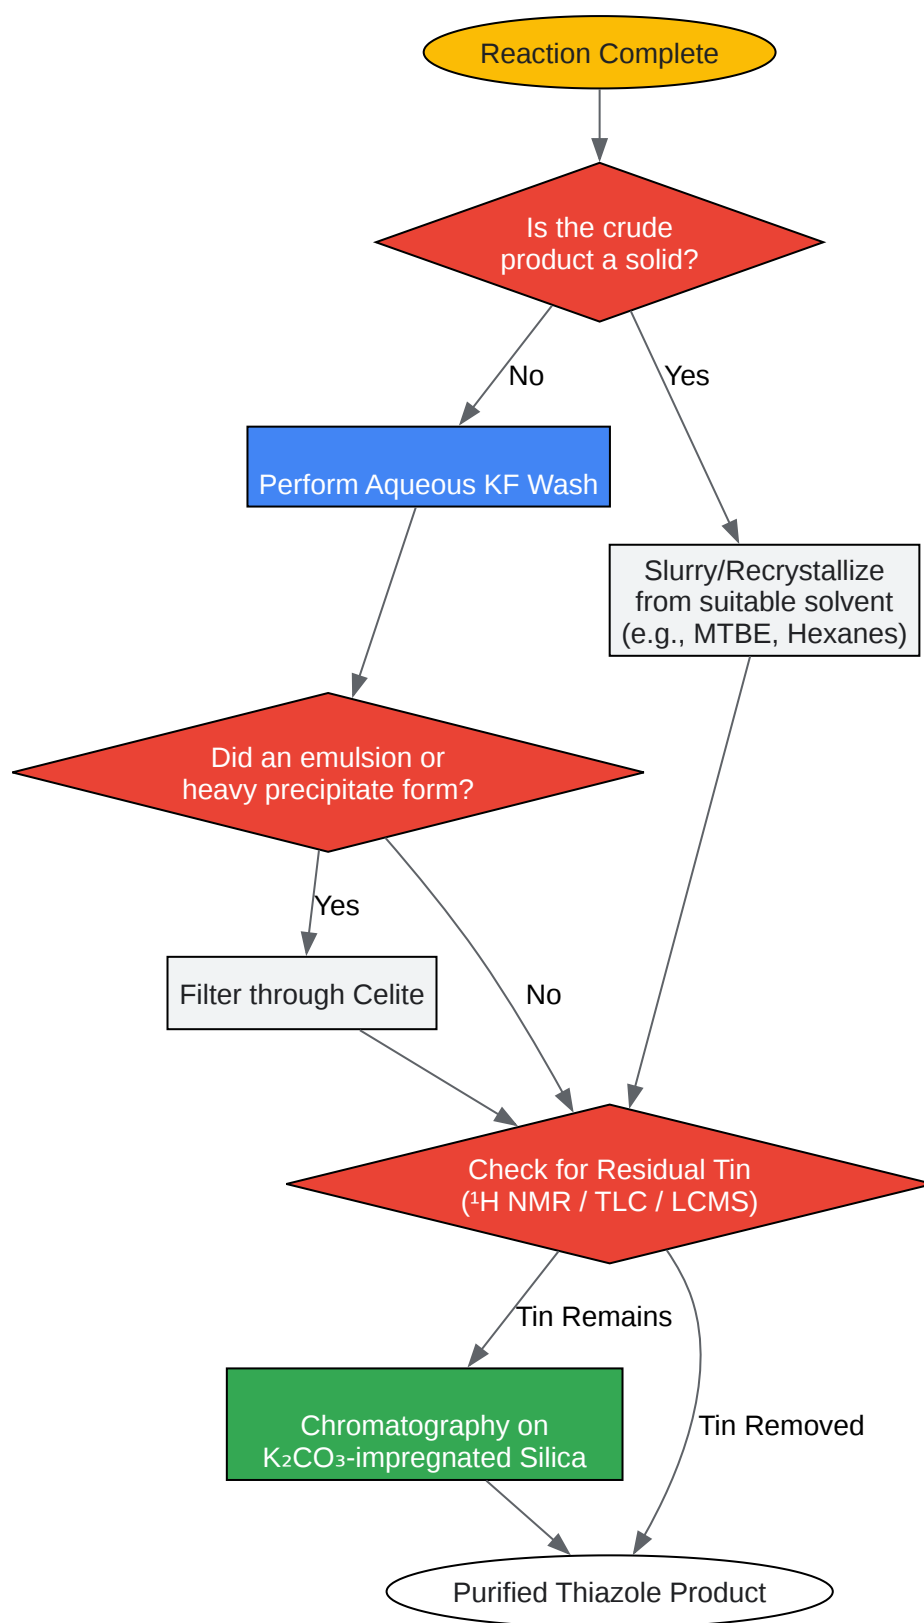 Reaction Complete
Is the crude
product a solid?
No
Yes
Perform Aqueous KF Wash
Slurry/Recrystallize
from suitable solvent
(e.g., MTBE, Hexanes)
Did an emulsion or
heavy precipitate form?
Yes
Filter through Celite
No
Check for Residual Tin
(¹H NMR / TLC / LCMS)
Tin Remains
Chromatography on
K₂CO₃-impregnated Silica
Tin Removed
Purified Thiazole Product